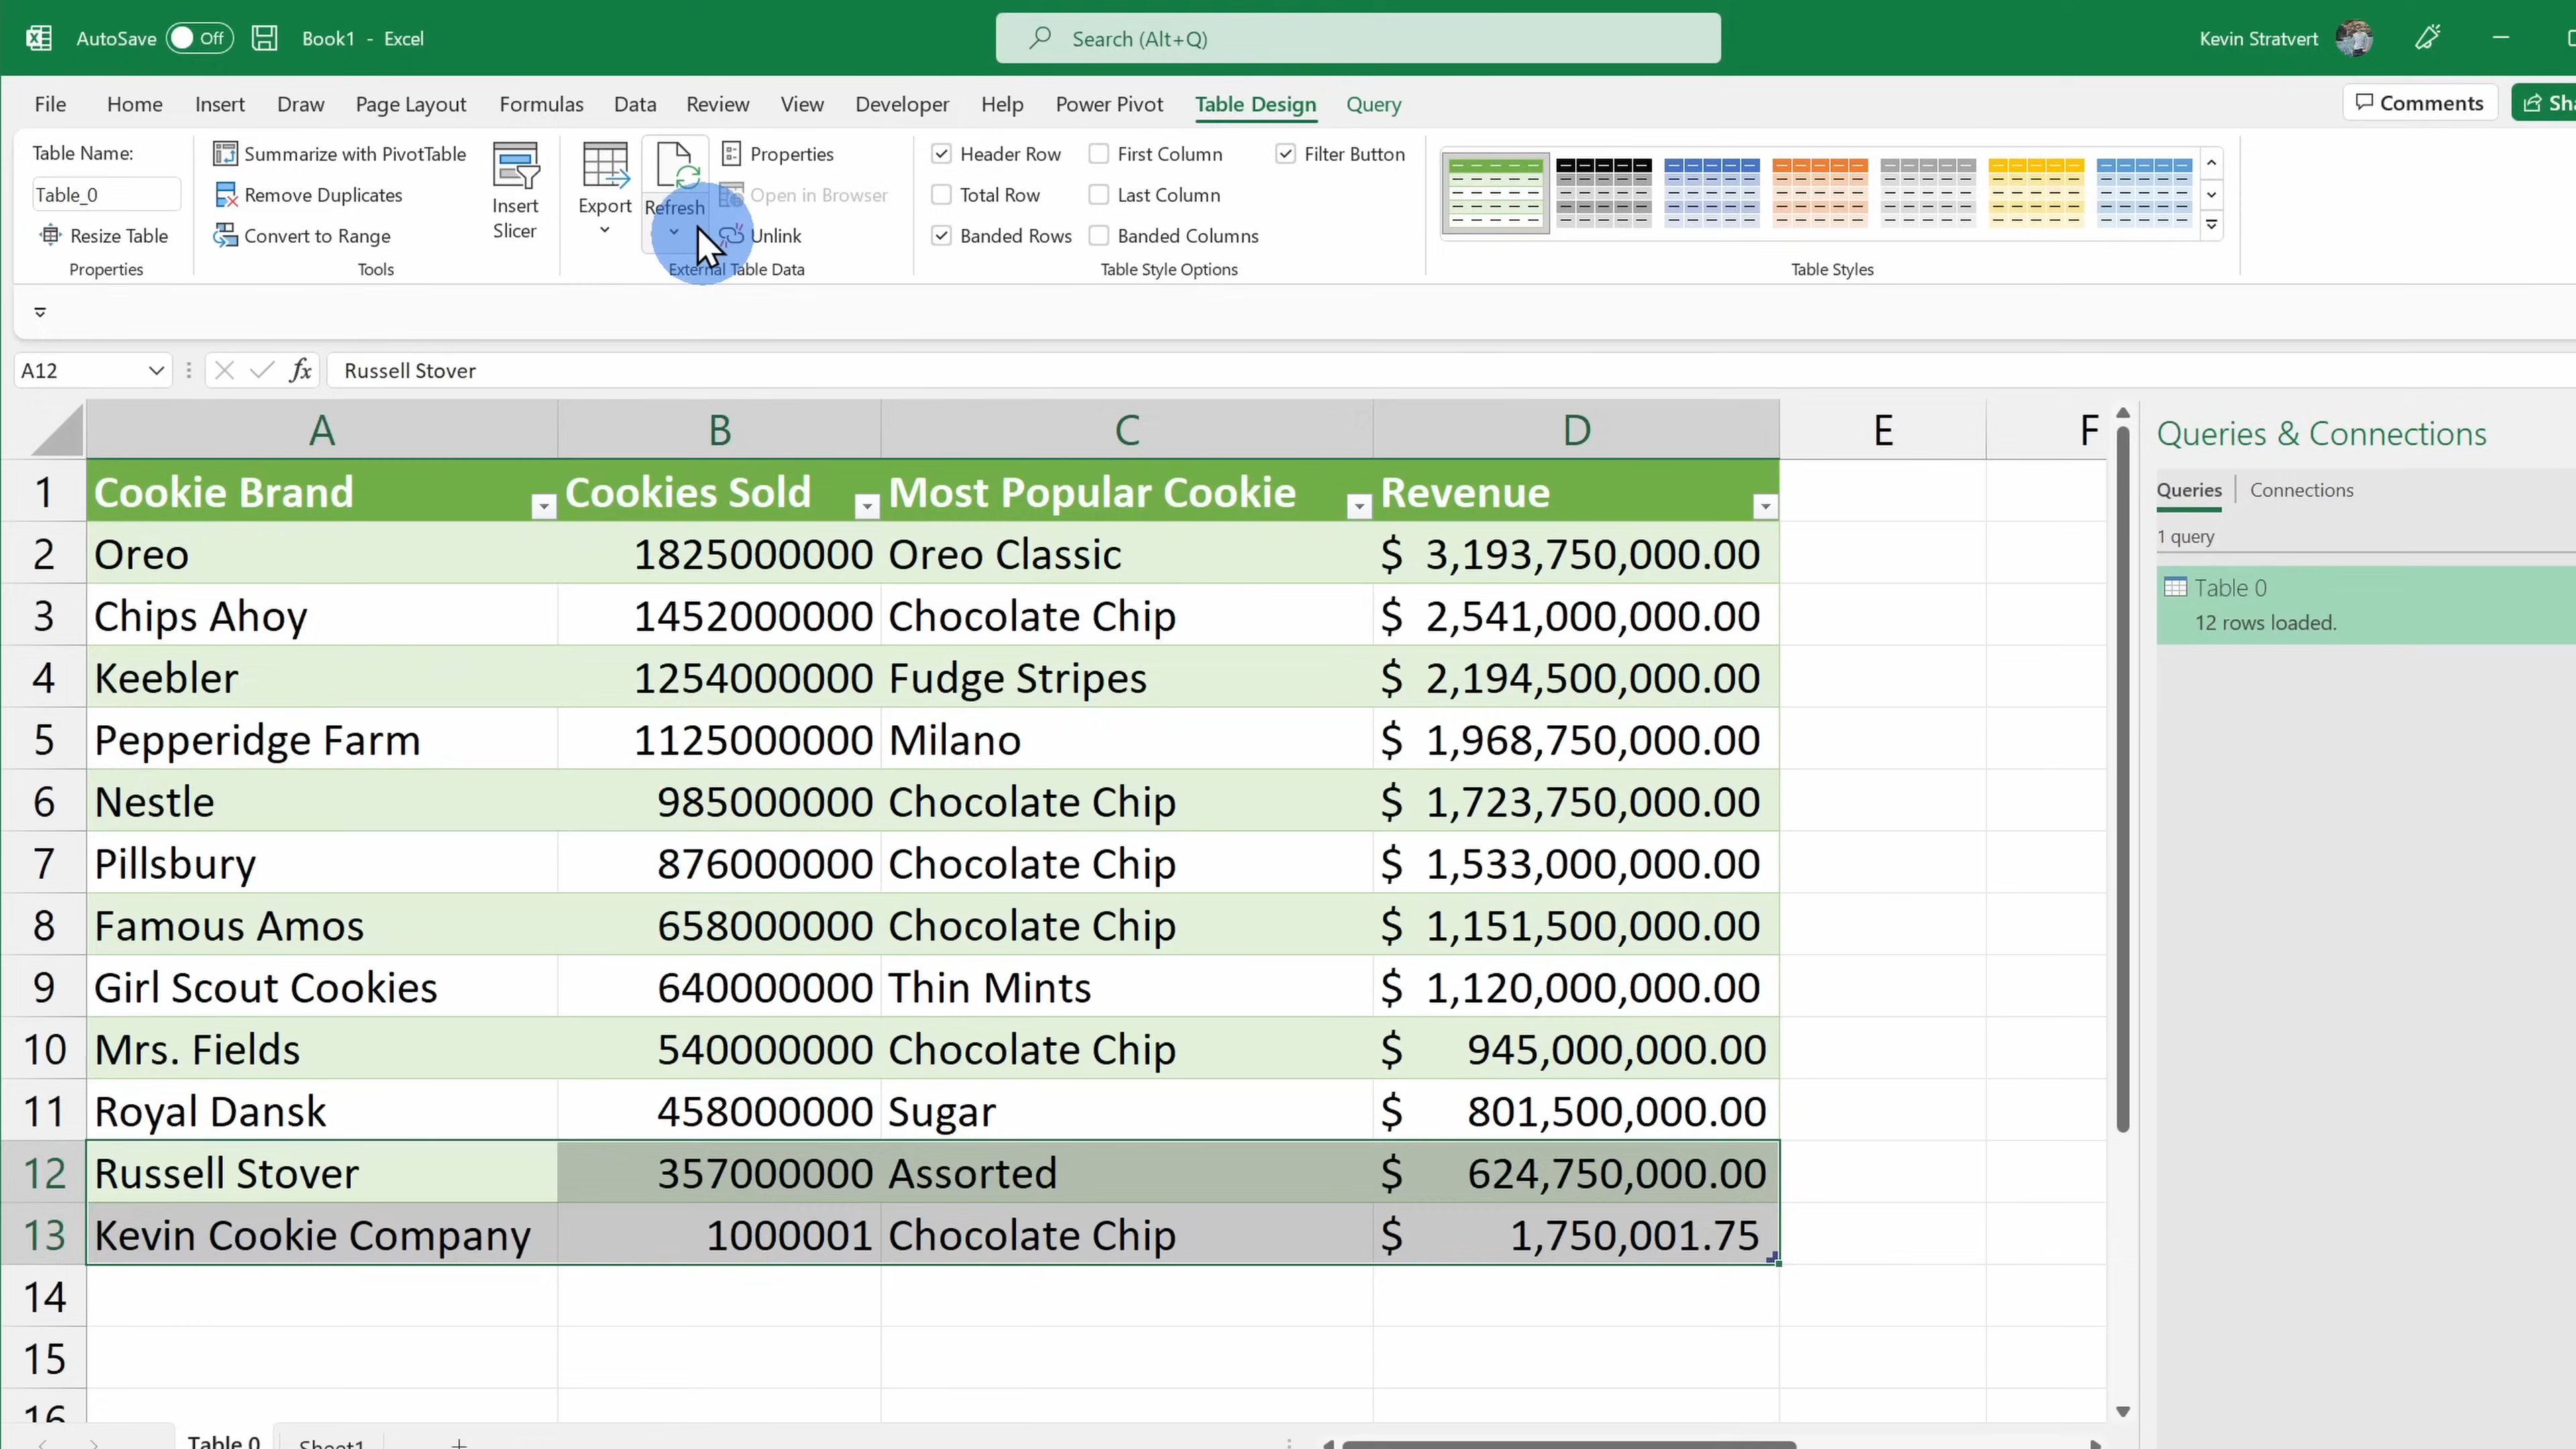 AutoSave Off Book1 - Excel Search (Alt+Q) Kevin Stratvert
File Home Insert Draw Page Layout Formulas Data Review View Developer Help Power Pivot Table Design Query Comments
Table Name:
Table_0
Resize Table
Properties
Summarize with PivotTable
Remove Duplicates
Convert to Range
Tools
Insert
Slicer
Export
Refresh
Properties
Open in Browser
Unlink
External Table Data
Header Row First Column Filter Button
Total Row Last Column
Banded Rows Banded Columns
Table Style Options
Table Styles
A12 fx Russell Stover
A B C D E F
1 Cookie Brand Cookies Sold Most Popular Cookie Revenue
2 Oreo 1825000000 Oreo Classic $ 3,193,750,000.00
3 Chips Ahoy 1452000000 Chocolate Chip $ 2,541,000,000.00
4 Keebler 1254000000 Fudge Stripes $ 2,194,500,000.00
5 Pepperidge Farm 1125000000 Milano $ 1,968,750,000.00
6 Nestle 985000000 Chocolate Chip $ 1,723,750,000.00
7 Pillsbury 876000000 Chocolate Chip $ 1,533,000,000.00
8 Famous Amos 658000000 Chocolate Chip $ 1,151,500,000.00
9 Girl Scout Cookies 640000000 Thin Mints $ 1,120,000,000.00
10 Mrs. Fields 540000000 Chocolate Chip $ 945,000,000.00
11 Royal Dansk 458000000 Sugar $ 801,500,000.00
12 Russell Stover 357000000 Assorted $ 624,750,000.00
13 Kevin Cookie Company 1000001 Chocolate Chip $ 1,750,001.75
14
15
16
Table 0 Sheet1
Queries & Connections
Queries Connections
1 query
Table 0
12 rows loaded.